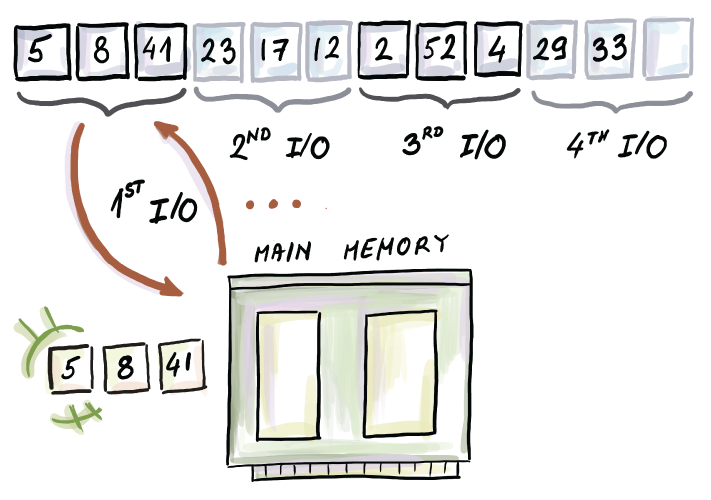 5 8 41 23 17 12 2 52 4 29 33
2ND I/O 3RD I/O 4TH I/O
1ST I/O ...
MAIN MEMORY
5 8 41